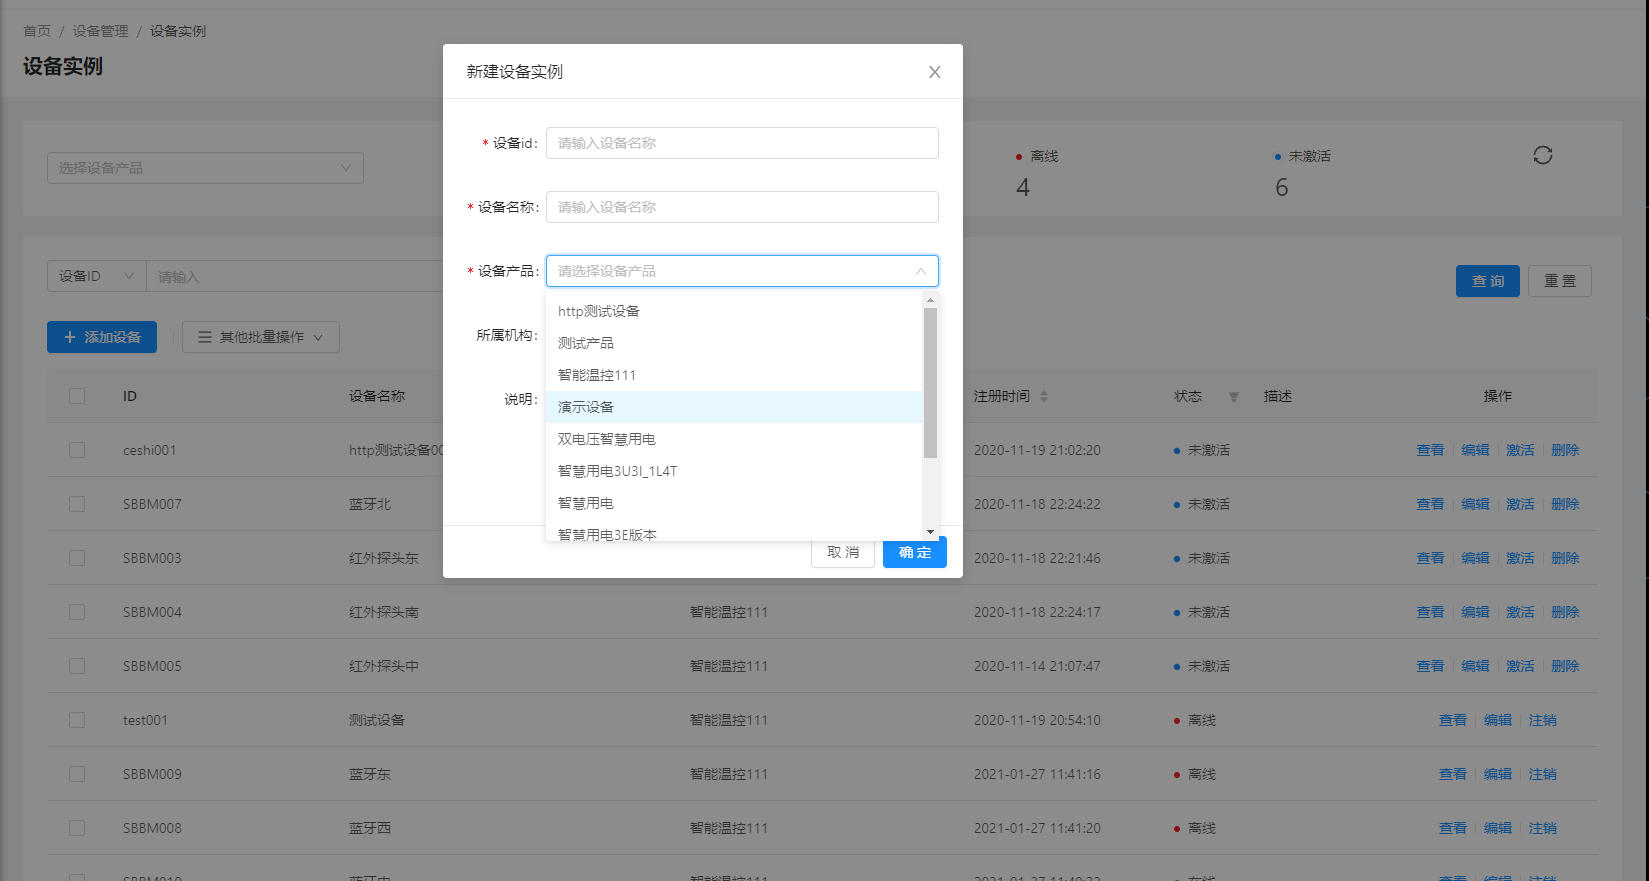 首页 / 设备管理 / 设备实例
设备实例
选择设备产品
离线
4
未激活
6
设备ID
请输入
查 询
重 置
添加设备
其他批量操作
ID
设备名称
注册时间
状态
描述
操作
ceshi001
http测试设备00
2020-11-19 21:02:20
未激活
查看 编辑 激活 删除
SBBM007
蓝牙北
2020-11-18 22:24:22
未激活
查看 编辑 激活 删除
SBBM003
红外探头东
2020-11-18 22:21:46
未激活
查看 编辑 激活 删除
SBBM004
红外探头南
智能温控111
2020-11-18 22:24:17
未激活
查看 编辑 激活 删除
SBBM005
红外探头中
智能温控111
2020-11-14 21:07:47
未激活
查看 编辑 激活 删除
test001
测试设备
智能温控111
2020-11-19 20:54:10
离线
查看 编辑 注销
SBBM009
蓝牙东
智能温控111
2021-01-27 11:41:16
离线
查看 编辑 注销
SBBM008
蓝牙西
智能温控111
2021-01-27 11:41:20
离线
查看 编辑 注销
新建设备实例
* 设备id:
请输入设备名称
* 设备名称:
请输入设备名称
* 设备产品:
请选择设备产品
所属机构:
说明:
http测试设备
测试产品
智能温控111
演示设备
双电压智慧用电
智慧用电3U3I_1L4T
智慧用电
智慧用电3E版本
取 消
确 定